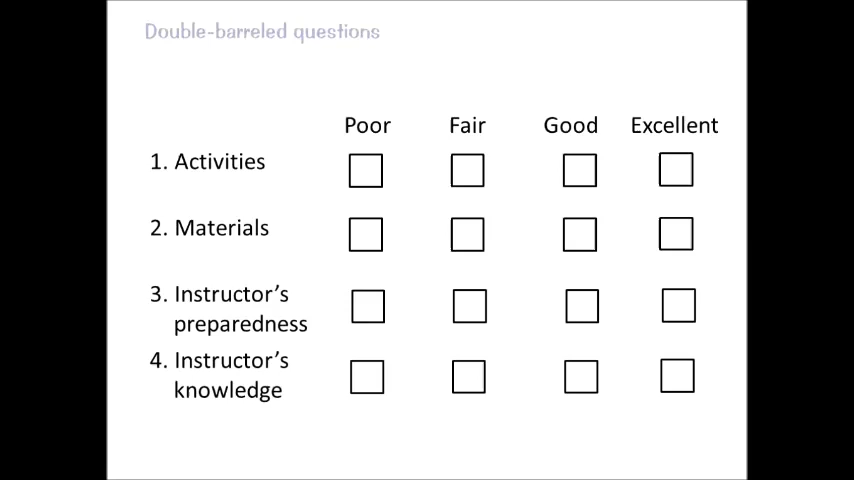 Double-barreled questions
Poor Fair Good Excellent
1. Activities
2. Materials
3. Instructor’s
preparedness
4. Instructor’s
knowledge